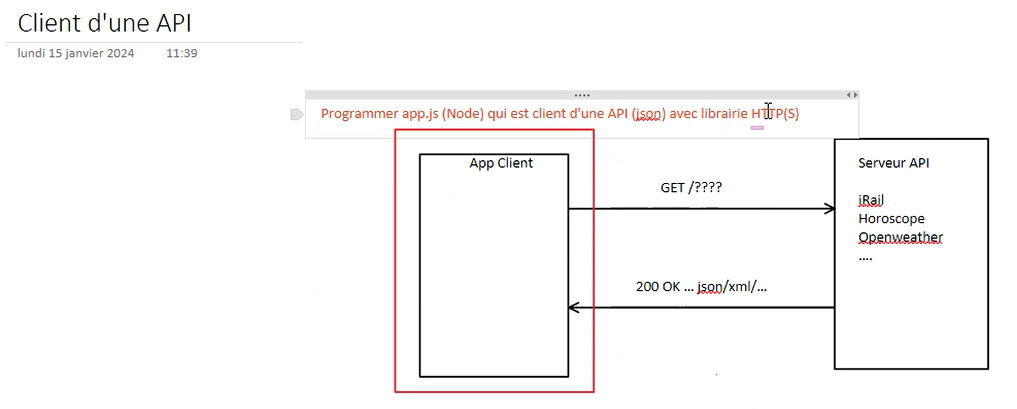 Client d'une API
lundi 15 janvier 2024 11:39
Programmer app.js (Node) qui est client d'une API (json) avec librairie HTTP(S)
App Client
Serveur API
GET /????
iRail
Horoscope
Openweather
....
200 OK ... json/xml/...